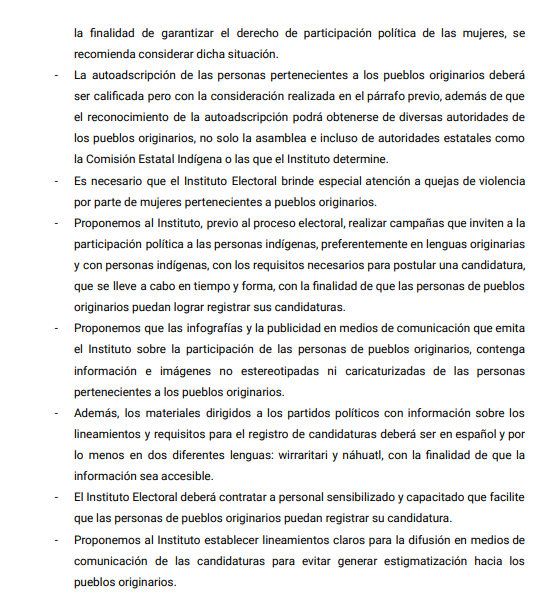 la finalidad de garantizar el derecho de participación política de las mujeres, se
recomienda considerar dicha situación.
- La autoadscripción de las personas pertenecientes a los pueblos originarios deberá
ser calificada pero con la consideración realizada en el párrafo previo, además de que
el reconocimiento de la autoadscripción podrá obtenerse de diversas autoridades de
los pueblos originarios, no solo la asamblea e incluso de autoridades estatales como
la Comisión Estatal Indígena o las que el Instituto determine.
- Es necesario que el Instituto Electoral brinde especial atención a quejas de violencia
por parte de mujeres pertenecientes a pueblos originarios.
- Proponemos al Instituto, previo al proceso electoral, realizar campañas que inviten a la
participación política a las personas indígenas, preferentemente en lenguas originarias
y con personas indígenas, con los requisitos necesarios para postular una candidatura,
que se lleve a cabo en tiempo y forma, con la finalidad de que las personas de pueblos
originarios puedan lograr registrar sus candidaturas.
- Proponemos que las infografías y la publicidad en medios de comunicación que emita
el Instituto sobre la participación de las personas de pueblos originarios, contenga
información e imágenes no estereotipadas ni caricaturizadas de las personas
pertenecientes a los pueblos originarios.
- Además, los materiales dirigidos a los partidos políticos con información sobre los
lineamientos y requisitos para el registro de candidaturas deberá ser en español y por
lo menos en dos diferentes lenguas: wirraritari y náhuatl, con la finalidad de que la
información sea accesible.
- El Instituto Electoral deberá contratar a personal sensibilizado y capacitado que facilite
que las personas de pueblos originarios puedan registrar su candidatura.
- Proponemos al Instituto establecer lineamientos claros para la difusión en medios de
comunicación de las candidaturas para evitar generar estigmatización hacia los
pueblos originarios.